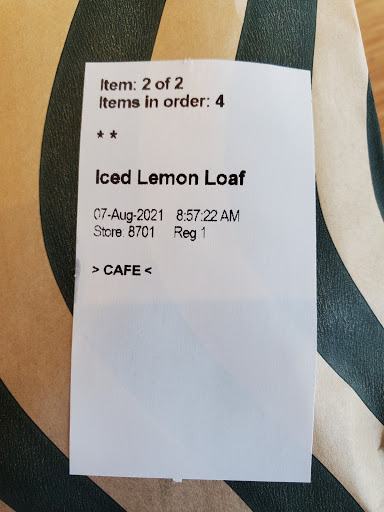 Item: 2 of 2
Items in order: 4
* *
Iced Lemon Loaf
07-Aug-2021 8:57:22 AM
Store: 8701 Reg 1
> CAFE <